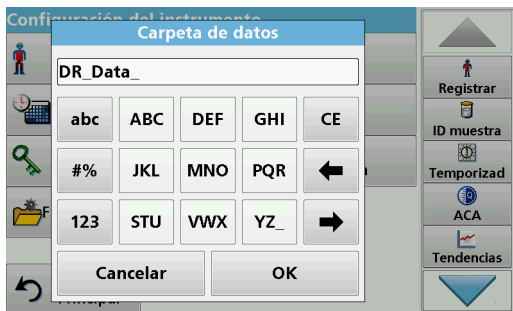 Configuración del instrumento
Carpeta de datos
DR_Data_
abc ABC DEF GHI CE
#% JKL MNO PQR
123 STU VWX YZ_
Cancelar OK
F
Principal
Registrar
ID muestra
Temporizad
ACA
Tendencias